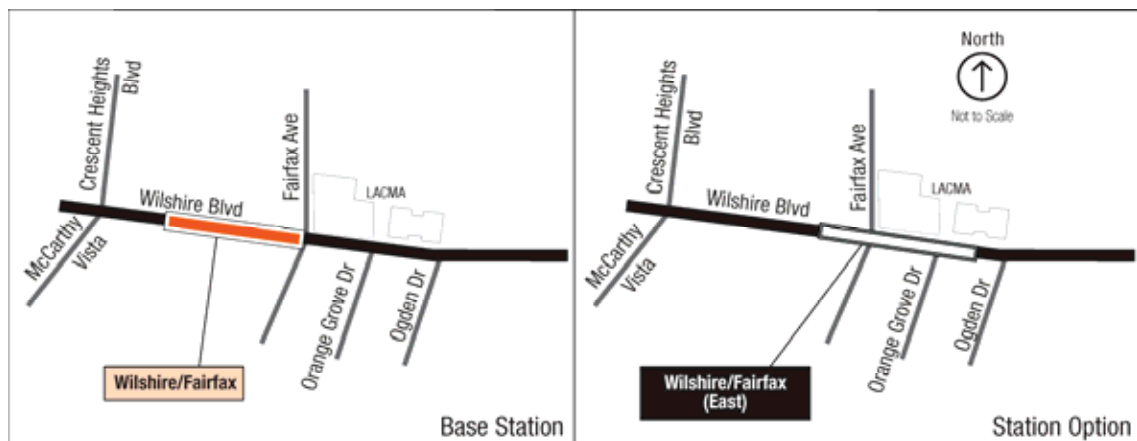 Crescent Heights
Blvd
Fairfax Ave
Wilshire Blvd
LACMA
McCarthy
Vista
Orange Grove Dr
Ogden Dr
Wilshire/Fairfax
Base Station
North
Not to Scale
Crescent Heights
Blvd
Fairfax Ave
Wilshire Blvd
LACMA
McCarthy
Vista
Orange Grove Dr
Ogden Dr
Wilshire/Fairfax
(East)
Station Option